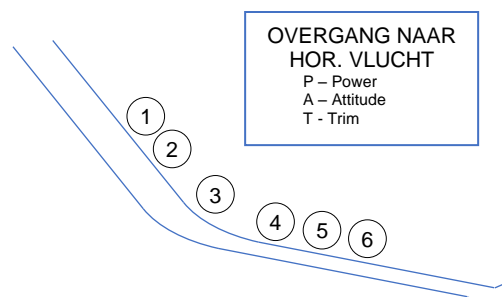 OVERGANG NAAR
HOR. VLUCHT
P – Power
A – Attitude
T - Trim
1
2
3
4
5
6